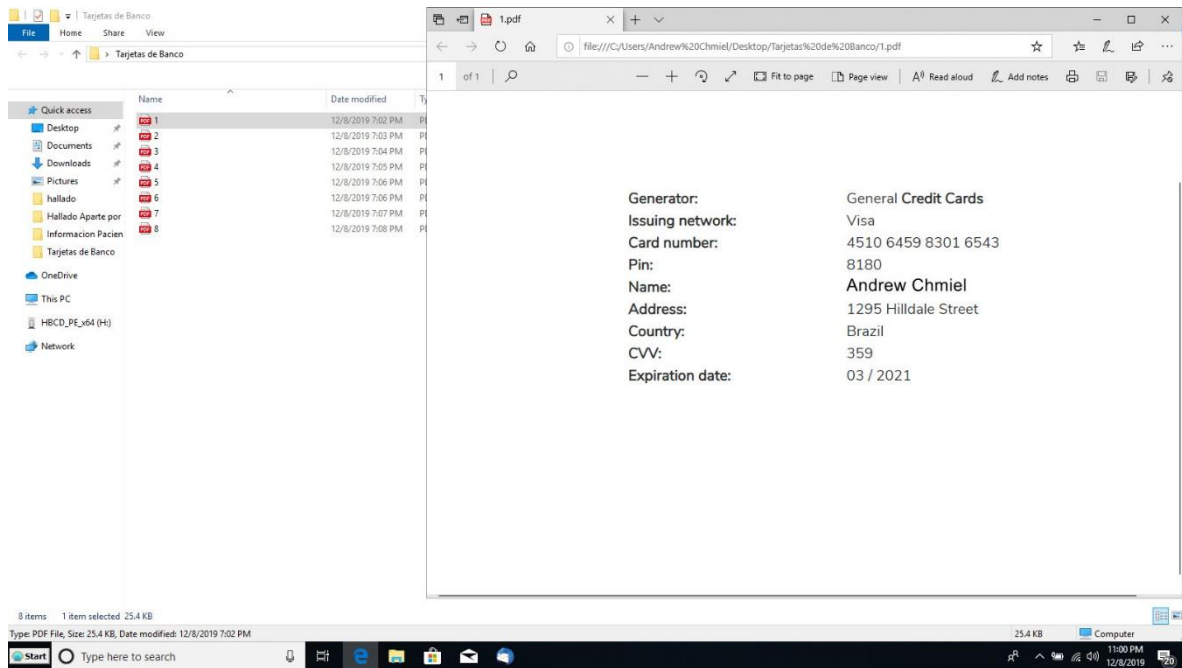 Tarjetas de Banco
File Home Share View
Tarjetas de Banco
Name Date modified Ty
Quick access
Desktop
Documents
Downloads
Pictures
hallado
Hallado Aparte por
Informacion Pacien
Tarjetas de Banco
OneDrive
This PC
HBCD_PE_x64 (H:)
Network
1 12/8/2019 7:02 PM
2 12/8/2019 7:03 PM
3 12/8/2019 7:04 PM
4 12/8/2019 7:05 PM
5 12/8/2019 7:06 PM
6 12/8/2019 7:06 PM
7 12/8/2019 7:07 PM
8 12/8/2019 7:08 PM
1.pdf
file:///C:/Users/Andrew%20Chmiel/Desktop/Tarjetas%20de%20Banco/1.pdf
1 of 1 Fit to page Page view Read aloud Add notes
Generator: General Credit Cards
Issuing network: Visa
Card number: 4510 6459 8301 6543
Pin: 8180
Name: Andrew Chmiel
Address: 1295 Hilldale Street
Country: Brazil
CVV: 359
Expiration date: 03 / 2021
8 items 1 item selected 25.4 KB
Type: PDF File, Size: 25.4 KB, Date modified: 12/8/2019 7:02 PM 25.4 KB Computer
Start Type here to search 11:00 PM
12/8/2019 20